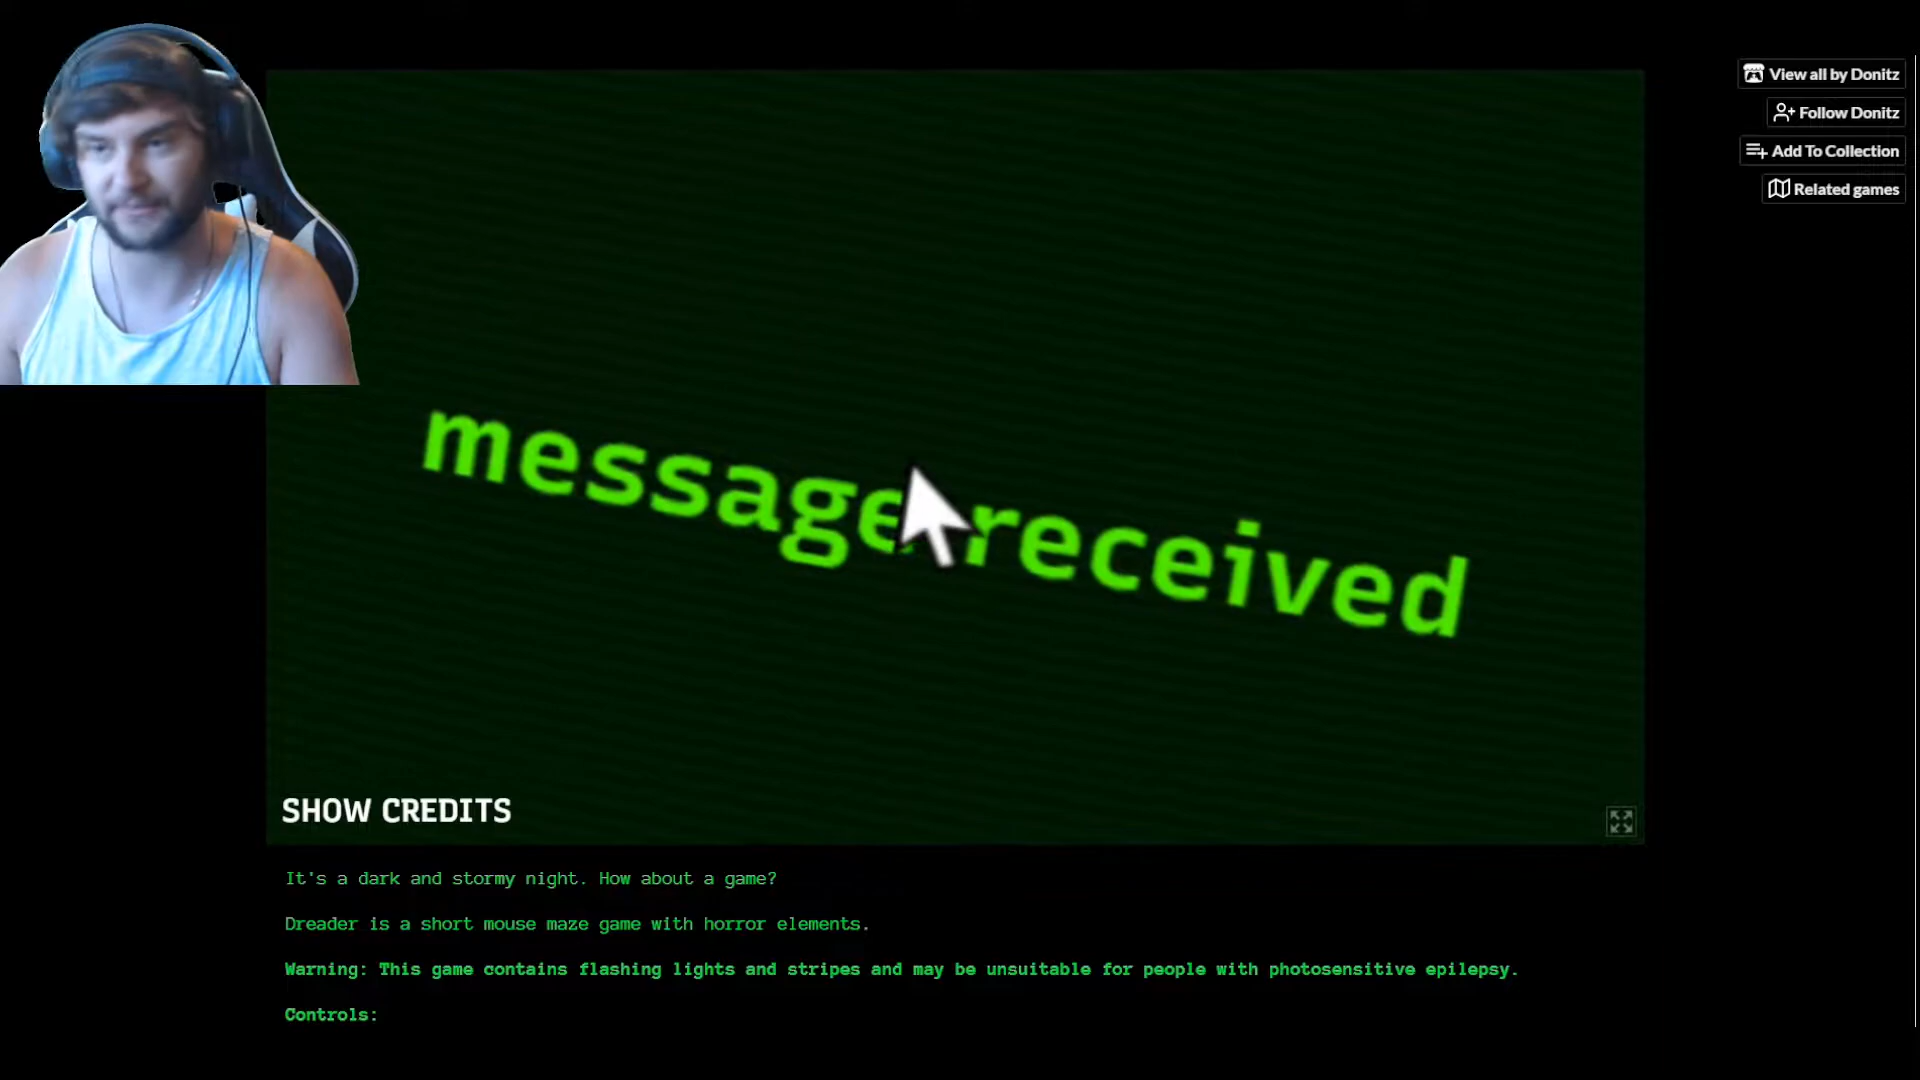 View all by Donitz
Follow Donitz
Add To Collection
Related games
message received
SHOW CREDITS
It's a dark and stormy night. How about a game?
Dreader is a short mouse maze game with horror elements.
Warning: This game contains flashing lights and stripes and may be unsuitable for people with photosensitive epilepsy.
Controls: